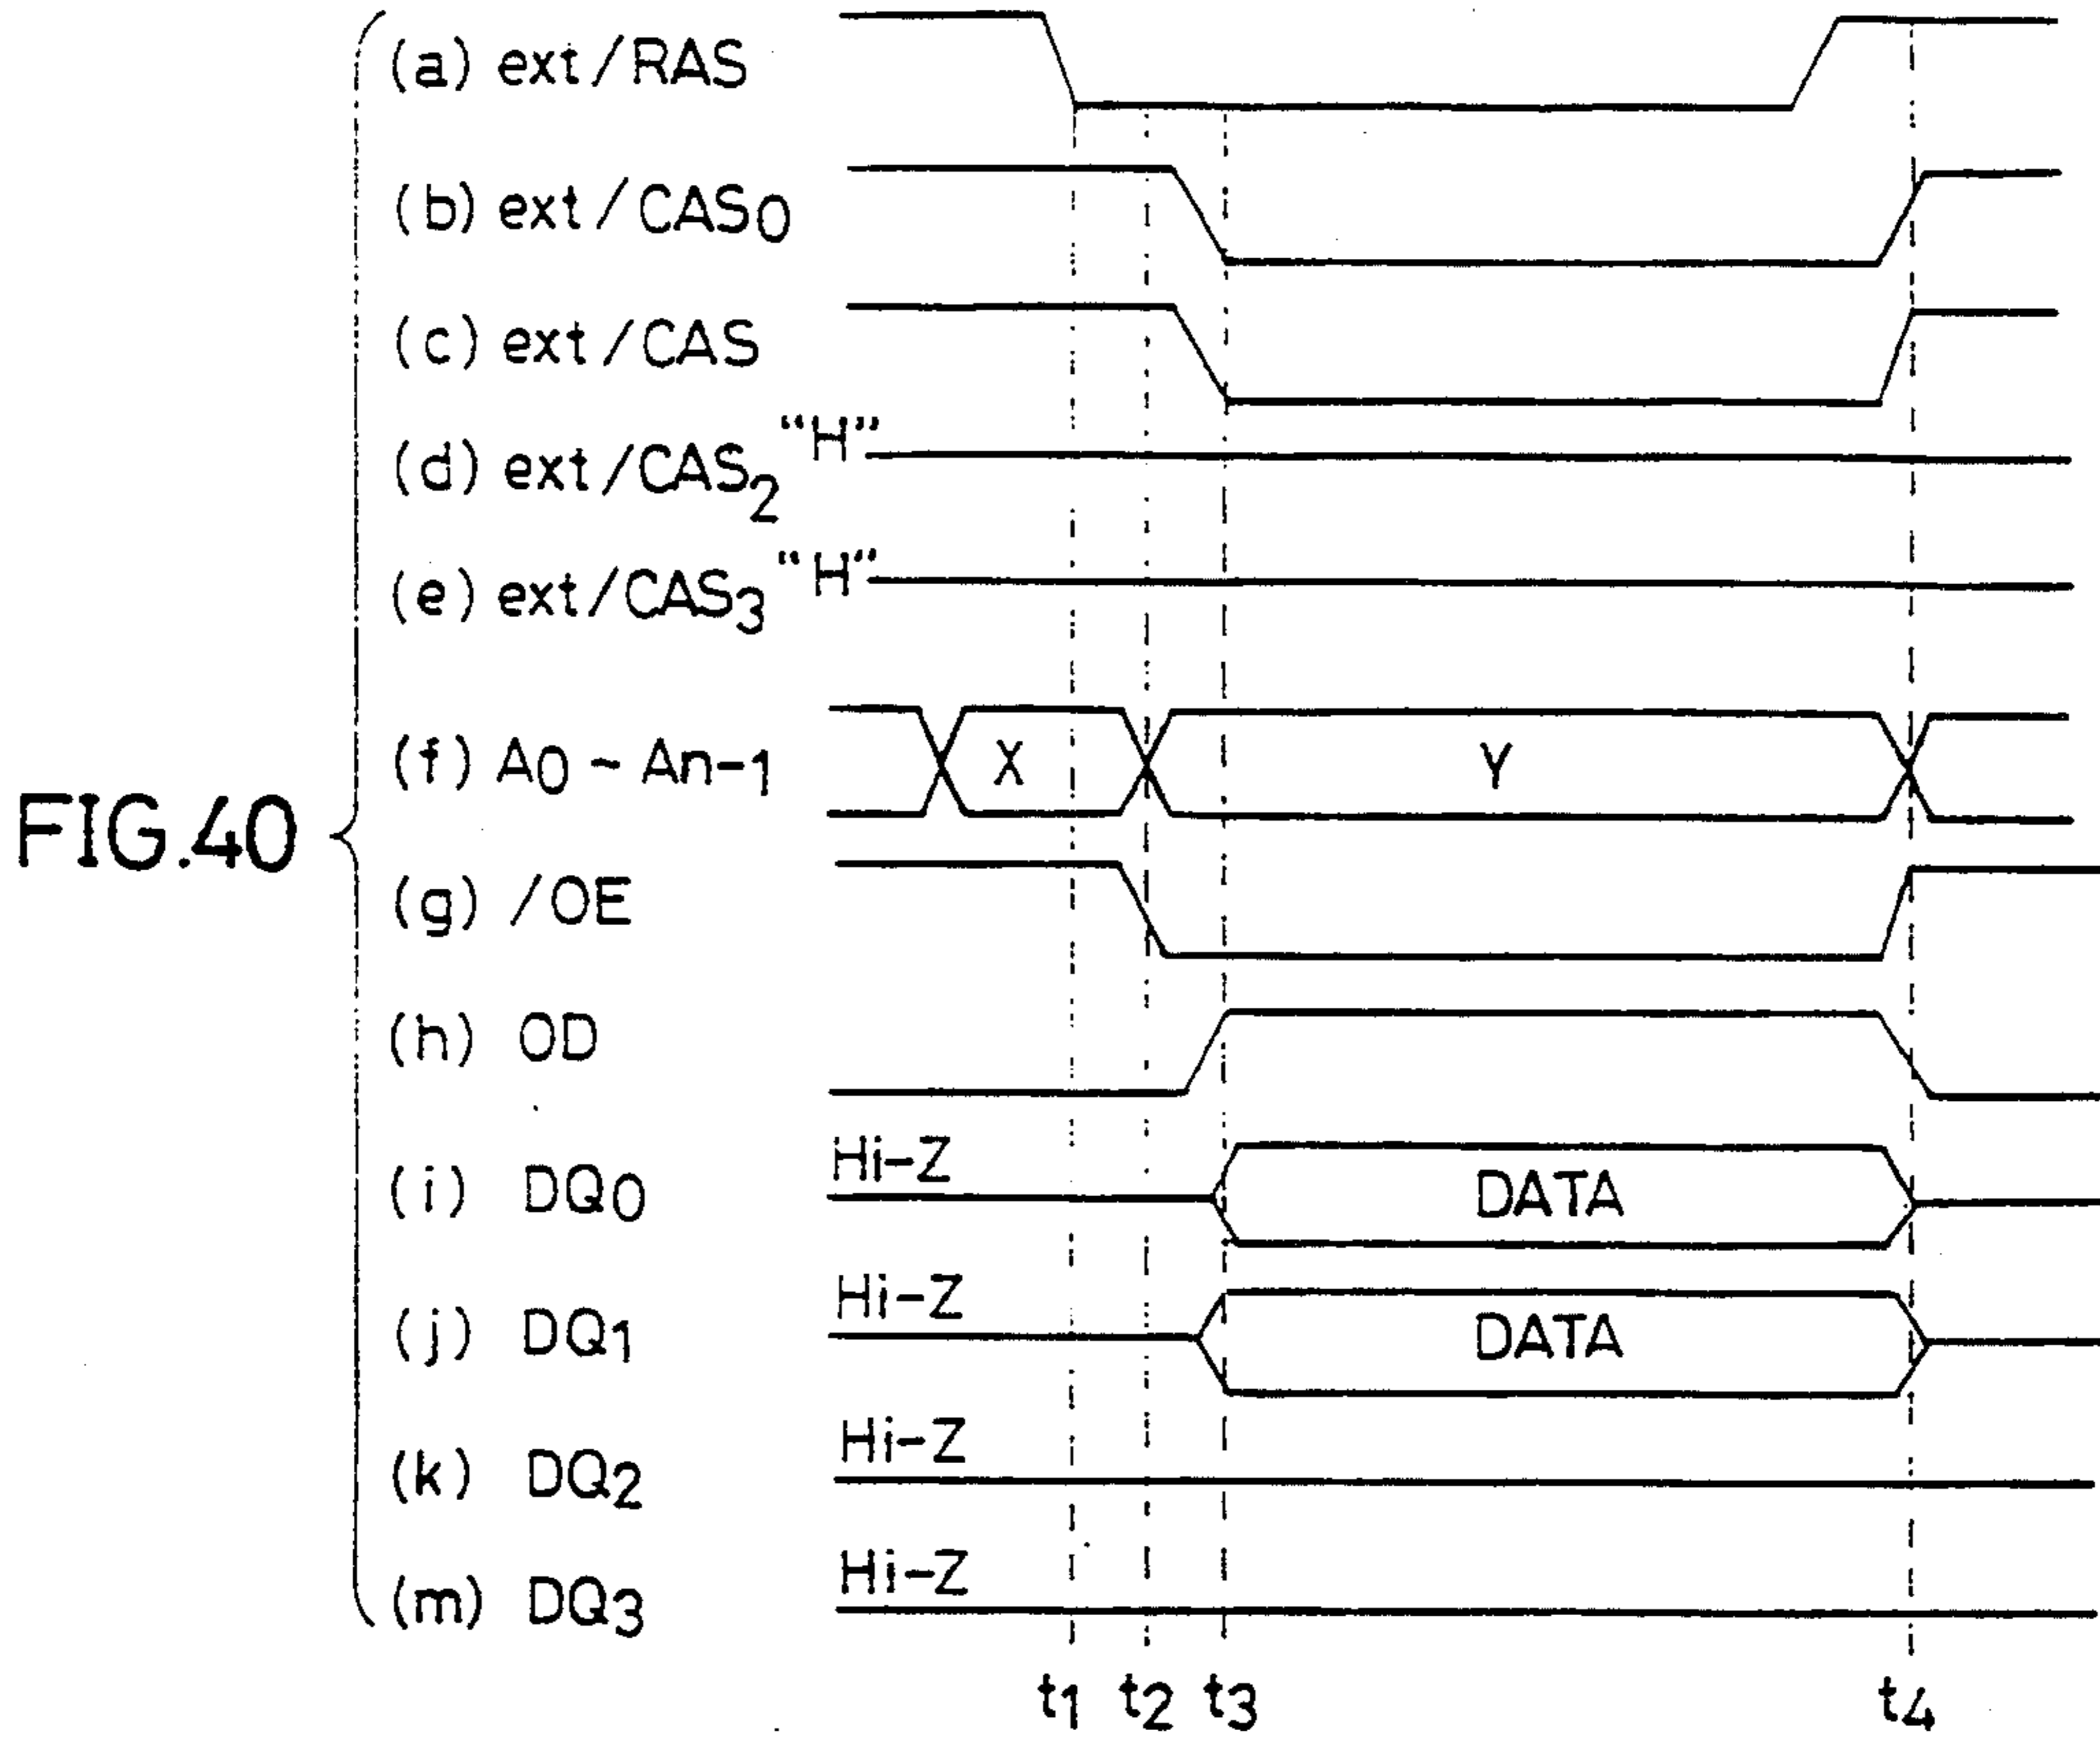 FIG.40
(a) ext/RAS
(b) ext/CAS0
(c) ext/CAS
(d) ext/CAS2 "H"
(e) ext/CAS3 "H"
(f) A0 ~ An-1 X Y
(g) /OE
(h) OD
(i) DQ0 Hi-Z DATA
(j) DQ1 Hi-Z DATA
(k) DQ2 Hi-Z
(m) DQ3 Hi-Z
t1 t2 t3 t4